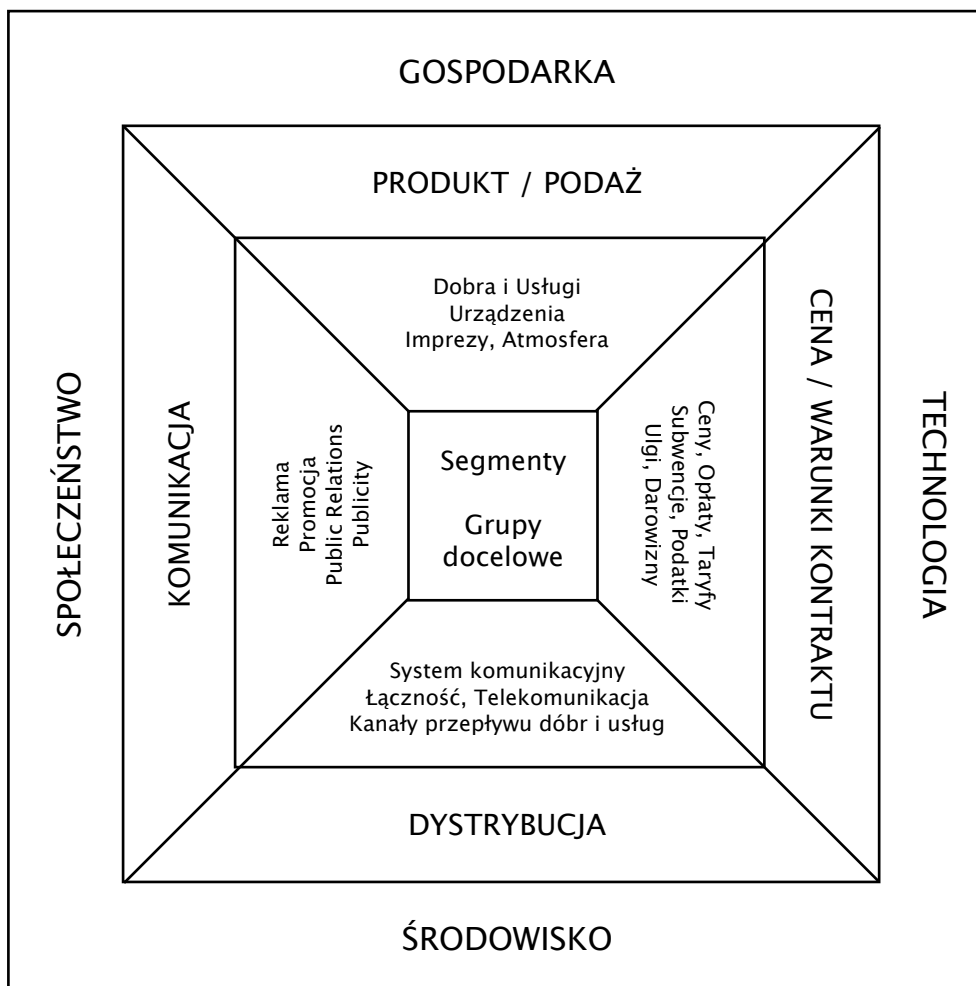 GOSPODARKA
PRODUKT / PODAŻ
Dobra i Usługi
Urządzenia
Imprezy, Atmosfera
SPOŁECZEŃSTWO
KOMUNIKACJA
Reklama
Promocja
Public Relations
Publicity
Segmenty
Grupy
docelowe
Ceny, Opłaty, Taryfy
Subwencje, Podatki
Ulgi, Darowizny
CENA / WARUNKI KONTRAKTU
TECHNOLOGIA
System komunikacyjny
Łączność, Telekomunikacja
Kanały przepływu dóbr i usług
DYSTRYBUCJA
ŚRODOWISKO